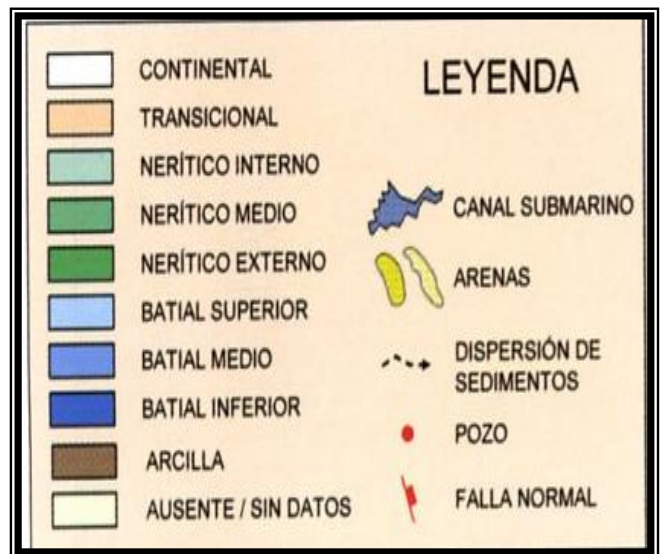 LEYENDA
CONTINENTAL
TRANSICIONAL
NERÍTICO INTERNO
NERÍTICO MEDIO
NERÍTICO EXTERNO
BATIAL SUPERIOR
BATIAL MEDIO
BATIAL INFERIOR
ARCILLA
AUSENTE / SIN DATOS
CANAL SUBMARINO
ARENAS
DISPERSIÓN DE
SEDIMENTOS
POZO
FALLA NORMAL